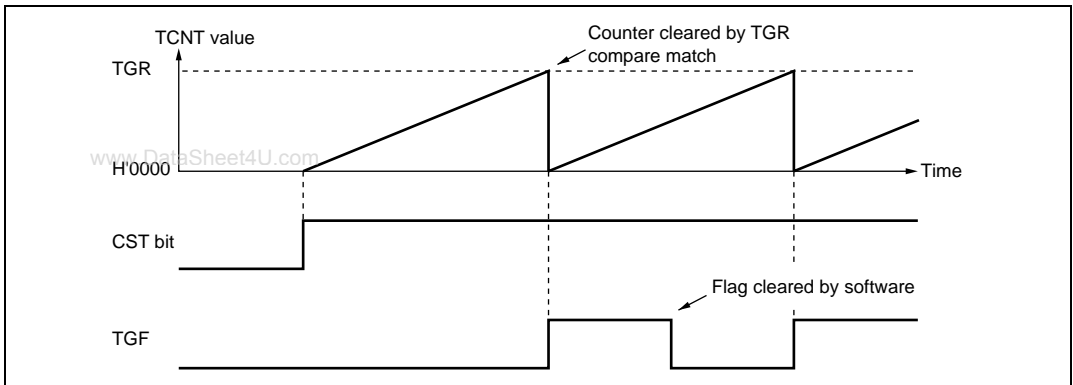 TCNT value
Counter cleared by TGR
compare match
TGR
www.DataSheet4U.com
H'0000
Time
CST bit
Flag cleared by software
TGF